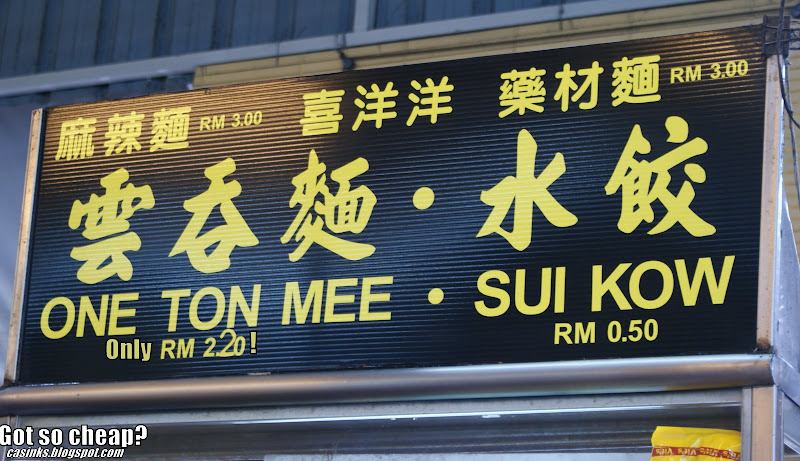 麻辣麵 RM 3.00 喜洋洋 藥材麵 RM 3.00
雲吞麵 · 水餃
ONE TON MEE · SUI KOW
Only RM 2.20! RM 0.50
Got so cheap?
casinks.blogspot.com